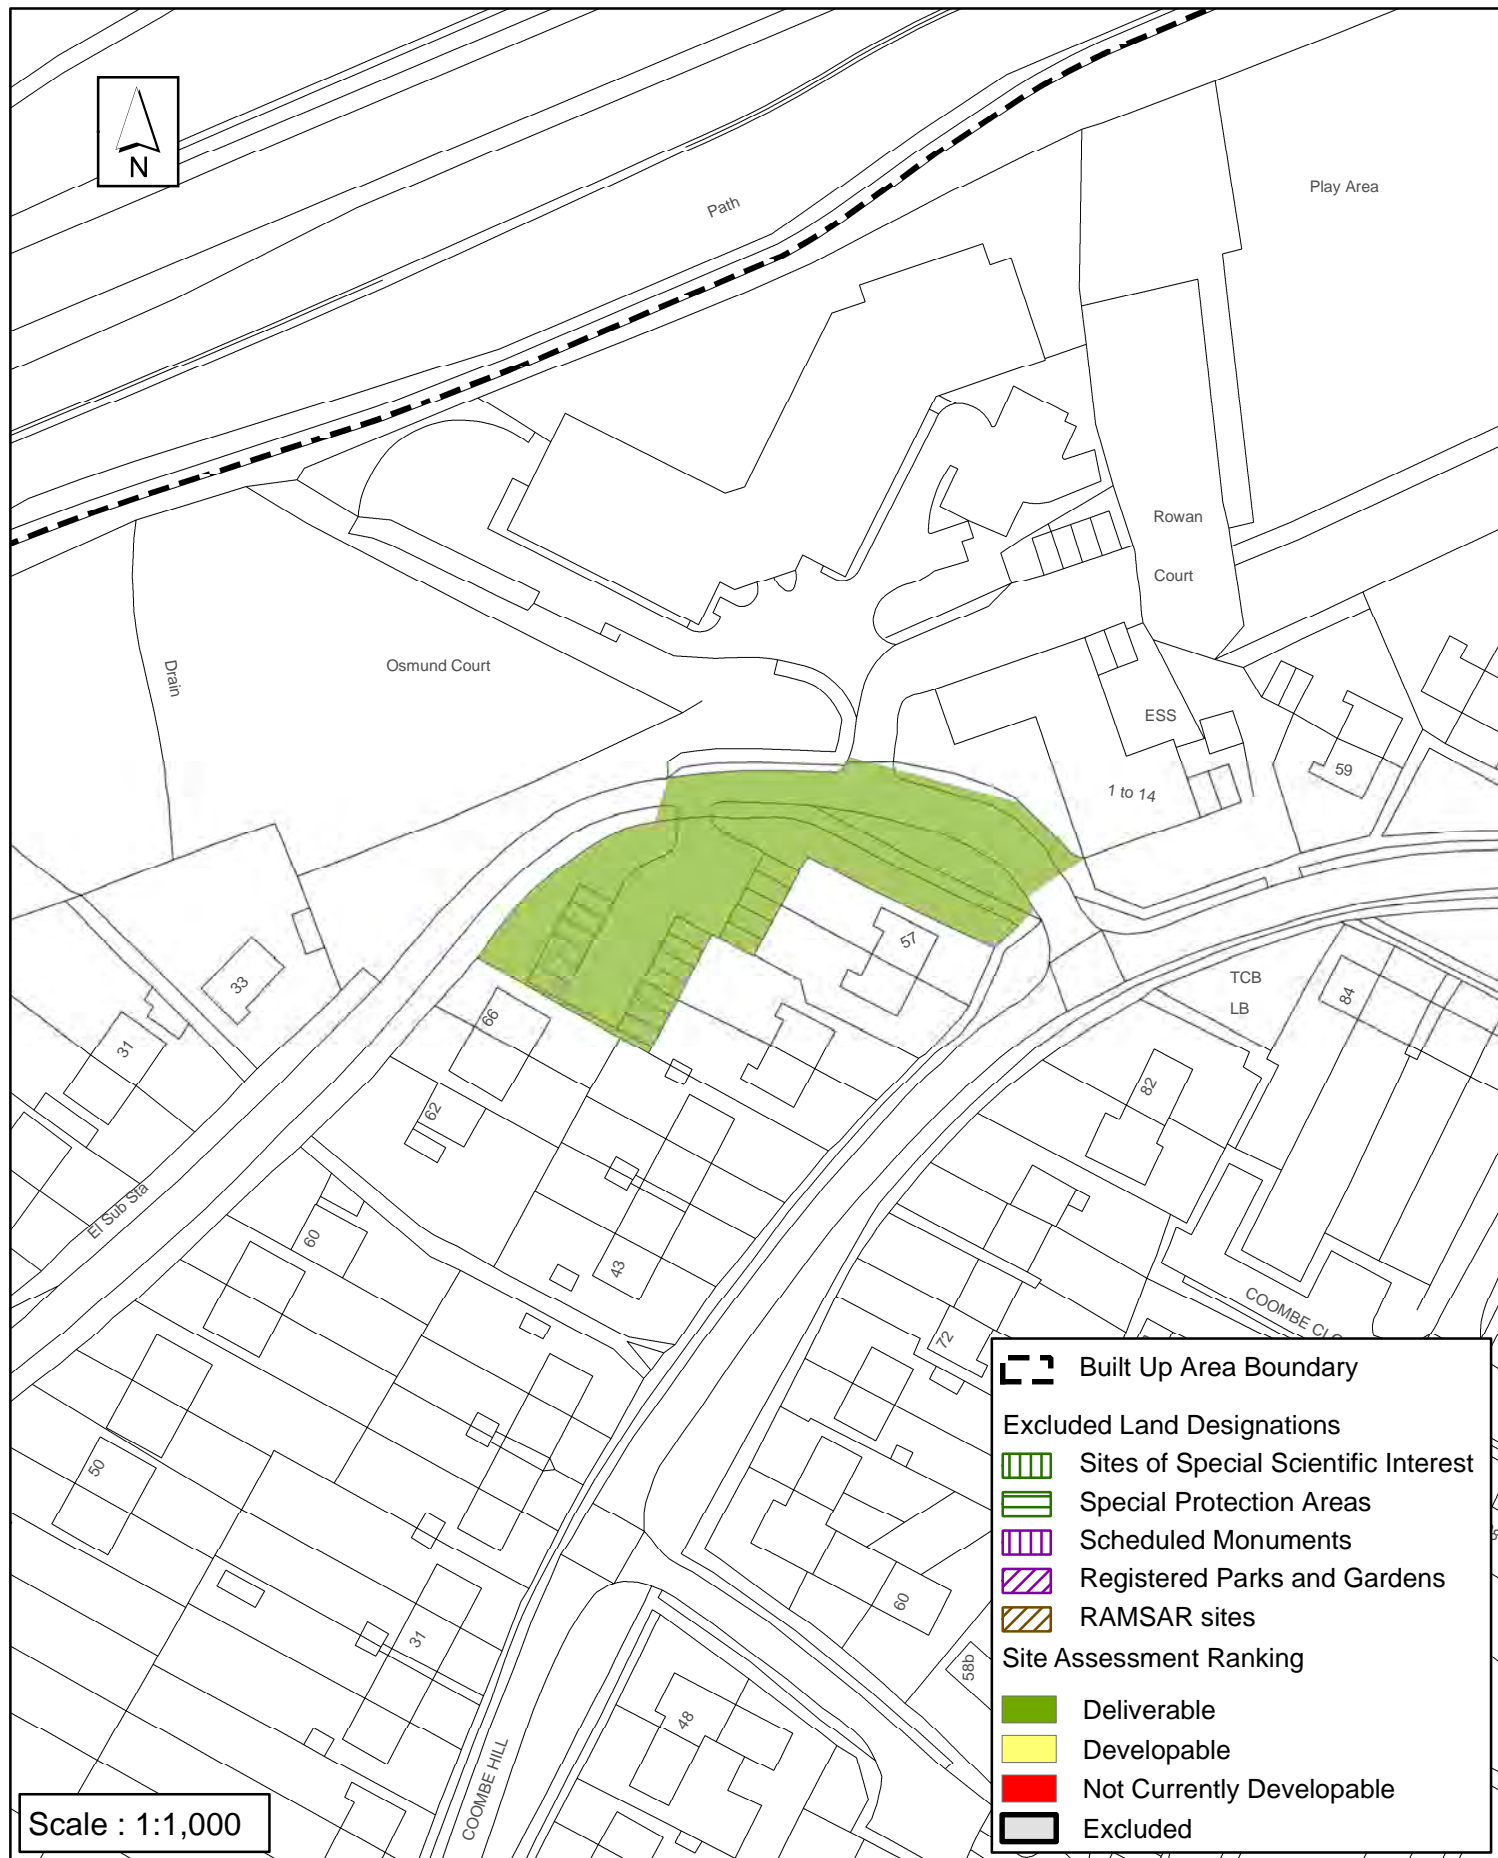 N
Path
Play Area
Rowan
Court
Drain
Osmund Court
ESS
59
1 to 14
57
TCB
LB
84
33
66
31
82
62
El Sub Sta
60
43
COOMBE CLO
72
50
60
31
58b
48
COOMBE HILL
Built Up Area Boundary
Excluded Land Designations
Sites of Special Scientific Interest
Special Protection Areas
Scheduled Monuments
Registered Parks and Gardens
RAMSAR sites
Site Assessment Ranking
Deliverable
Developable
Not Currently Developable
Excluded
Scale : 1:1,000